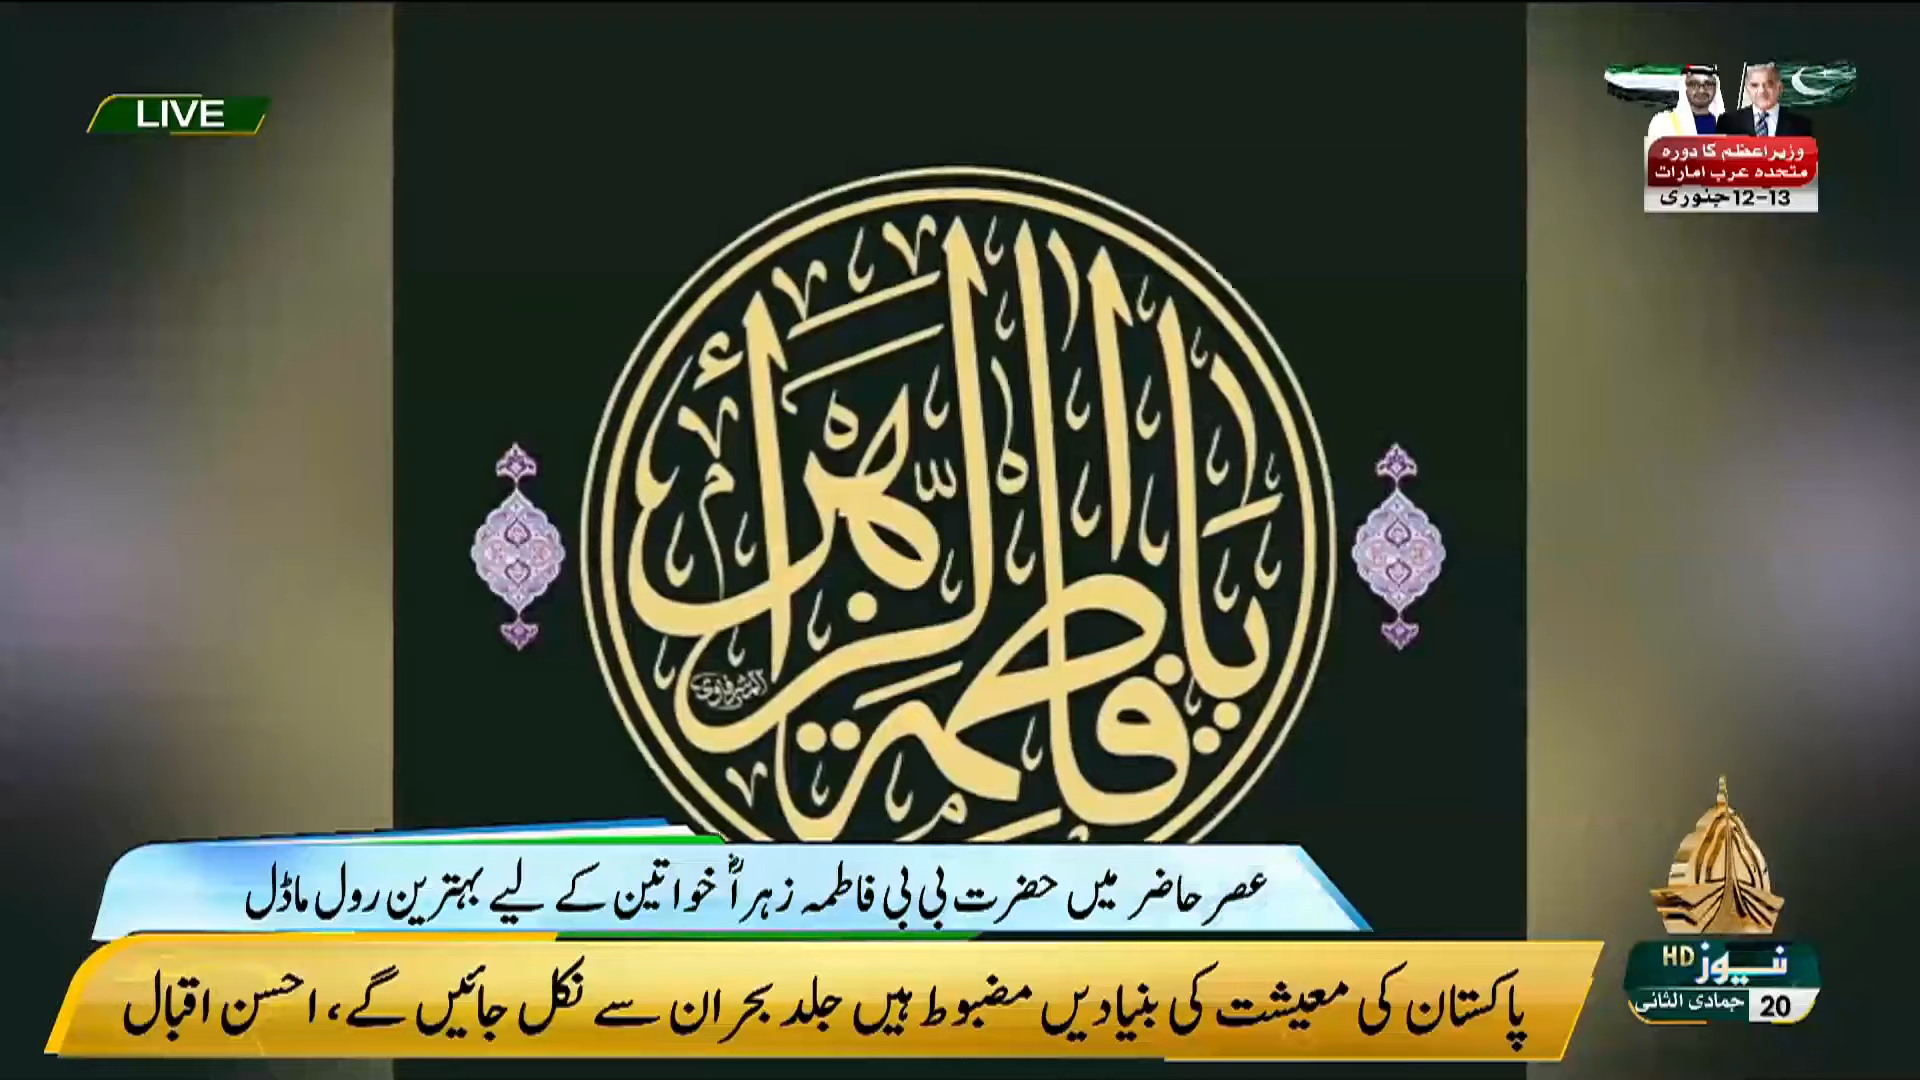 LIVE
وزیراعظم کا دورہ
متحدہ عرب امارات
12-13 جنوری
یا فاطمۃ الزہراء
عصر حاضر میں حضرت بی بی فاطمہ زہراؓ خواتین کے لیے بہترین رول ماڈل
پاکستان کی معیشت کی بنیادیں مضبوط ہیں جلد بحران سے نکل جائیں گے، احسن اقبال
نیوز HD
20 جمادی الثانی